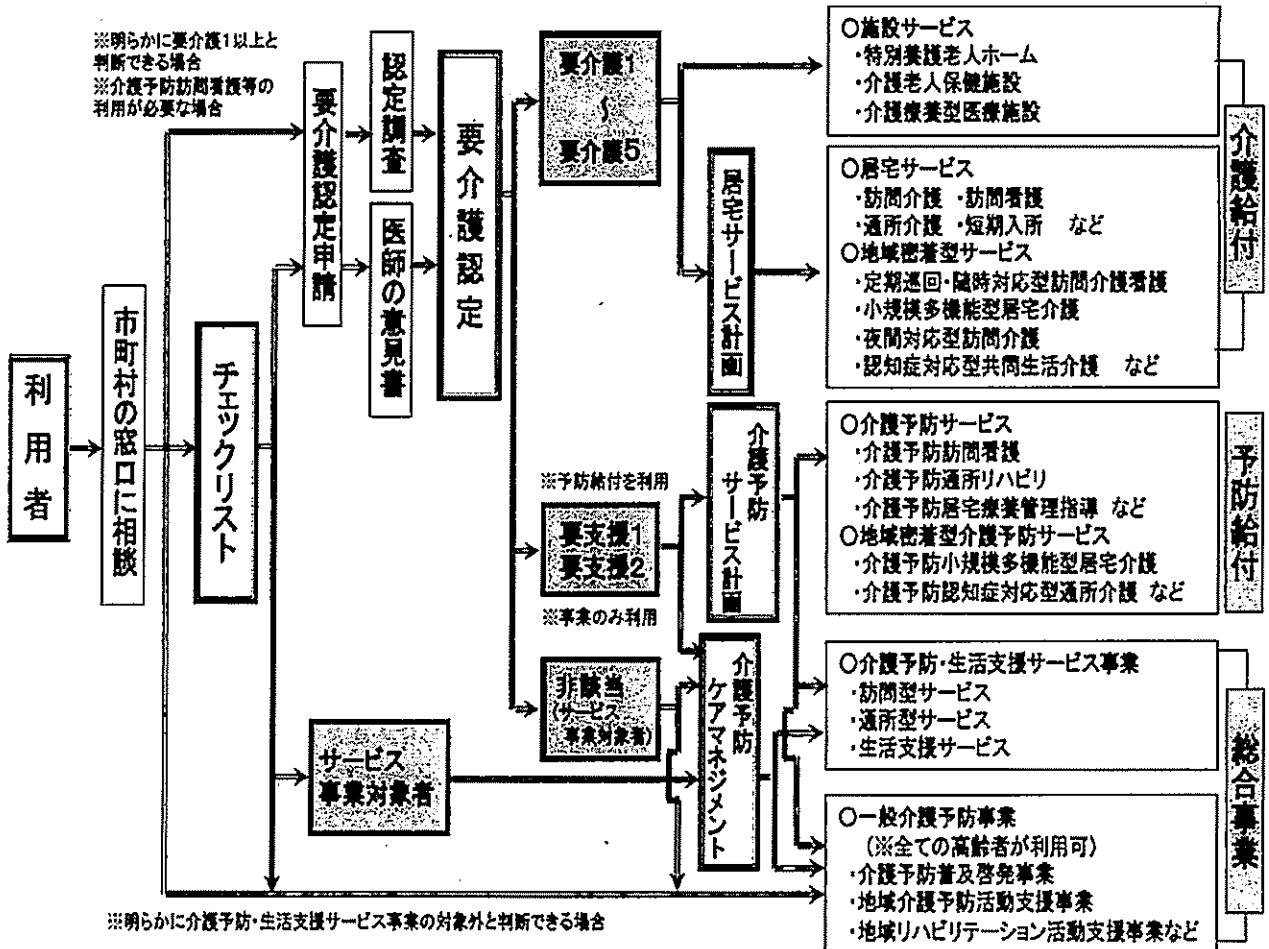 ※明らかに要介護1以上と
判断できる場合
※介護予防訪問看護等の
利用が必要な場合
利用者
市町村の窓口に相談
チェックリスト
要介護認定申請
認定調査
医師の意見書
要介護認定
要介護1
～
要介護5
※予防給付を利用
要支援1
要支援2
※事業のみ利用
非該当
(サービス
事業対象者)
サービス
事業対象者
居宅サービス計画
介護予防
サービス計画
介護予防
ケアマネジメント
○施設サービス
・特別養護老人ホーム
・介護老人保健施設
・介護療養型医療施設
○居宅サービス
・訪問介護 ・訪問看護
・通所介護 ・短期入所 など
○地域密着型サービス
・定期巡回・随時対応型訪問介護看護
・小規模多機能型居宅介護
・夜間対応型訪問介護
・認知症対応型共同生活介護 など
介護給付
○介護予防サービス
・介護予防訪問看護
・介護予防通所リハビリ
・介護予防居宅療養管理指導 など
○地域密着型介護予防サービス
・介護予防小規模多機能型居宅介護
・介護予防認知症対応型通所介護 など
予防給付
○介護予防・生活支援サービス事業
・訪問型サービス
・通所型サービス
・生活支援サービス
○一般介護予防事業
(※全ての高齢者が利用可)
・介護予防普及啓発事業
・地域介護予防活動支援事業
・地域リハビリテーション活動支援事業など
総合事業
※明らかに介護予防・生活支援サービス事業の対象外と判断できる場合